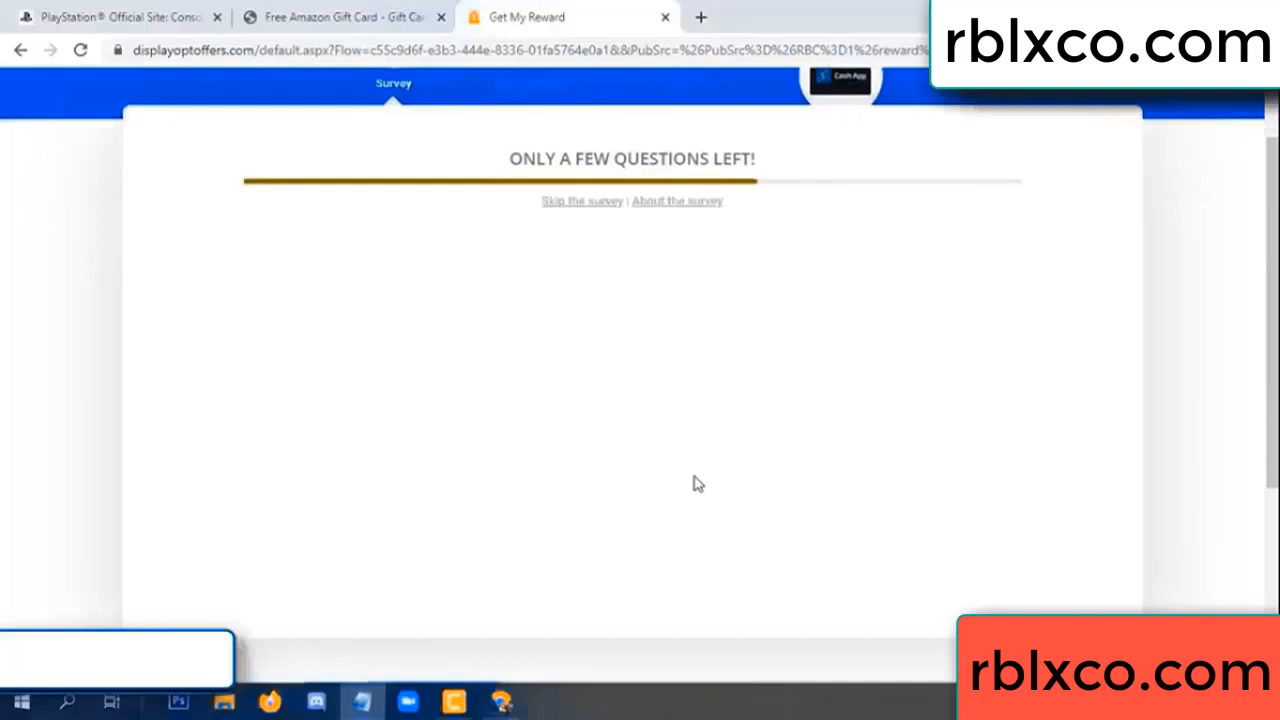 PlayStation® Official Site: Conso
Free Amazon Gift Card - Gift Car
Get My Reward
displayoptoffers.com/default.aspx?Flow=c55c9d6f-e3b3-444e-8336-01fa5764e0a1&&PubSrc=%26PubSrc%3D%26RBC%3D1%26reward%
rblxco.com
Survey
Cash App
ONLY A FEW QUESTIONS LEFT!
Skip the survey | About the survey
rblxco.com
Ps